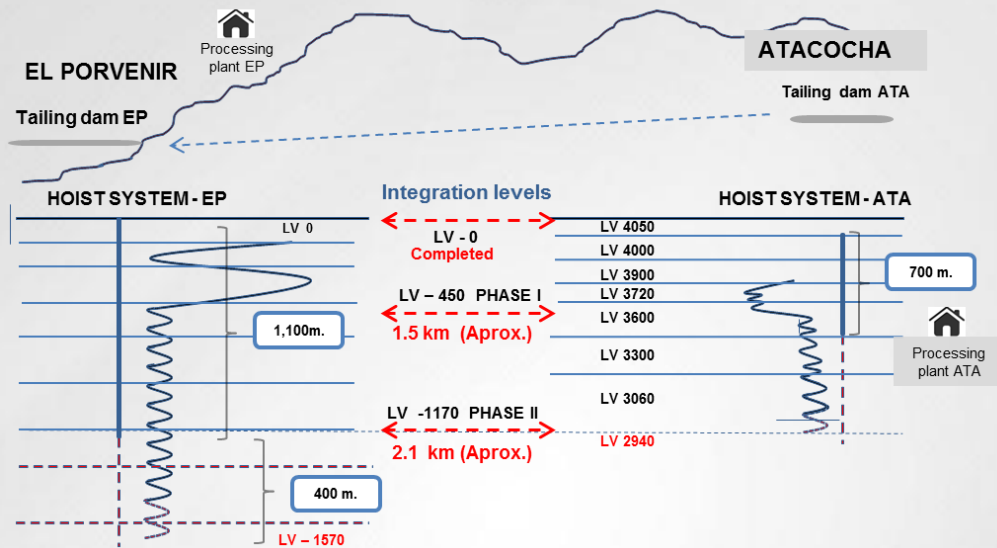 Processing
plant EP
EL PORVENIR
ATACOCHA
Tailing dam EP
Tailing dam ATA
HOIST SYSTEM - EP
Integration levels
HOIST SYSTEM - ATA
LV 0
LV - 0
Completed
LV – 450 PHASE I
1.5 km (Aprox.)
LV -1170 PHASE II
2.1 km (Aprox.)
1,100m.
400 m.
LV – 1570
LV 4050
LV 4000
LV 3900
LV 3720
LV 3600
LV 3300
LV 3060
LV 2940
700 m.
Processing
plant ATA